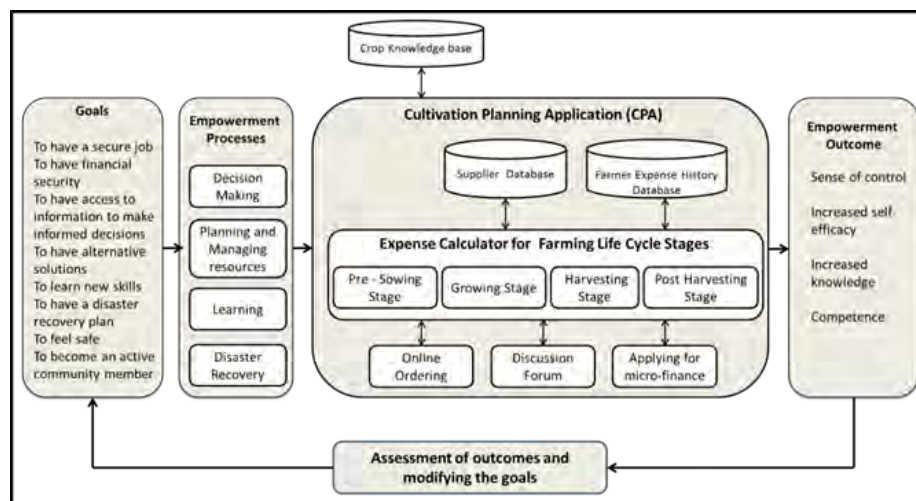 Crop Knowledge base
Goals
To have a secure job
To have financial
security
To have access to
information to make
informed decisions
To have alternative
solutions
To learn new skills
To have a disaster
recovery plan
To feel safe
To become an active
community member
Empowerment
Processes
Decision
Making
Planning and
Managing
resources
Learning
Disaster
Recovery
Cultivation Planning Application (CPA)
Supplier Database
Farmer Expense History
Database
Expense Calculator for Farming Life Cycle Stages
Pre - Sowing
Stage
Growing Stage
Harvesting
Stage
Post Harvesting
Stage
Online
Ordering
Discussion
Forum
Applying for
micro-finance
Empowerment
Outcome
Sense of control
Increased self
efficacy
Increased
knowledge
Competence
Assessment of outcomes and
modifying the goals